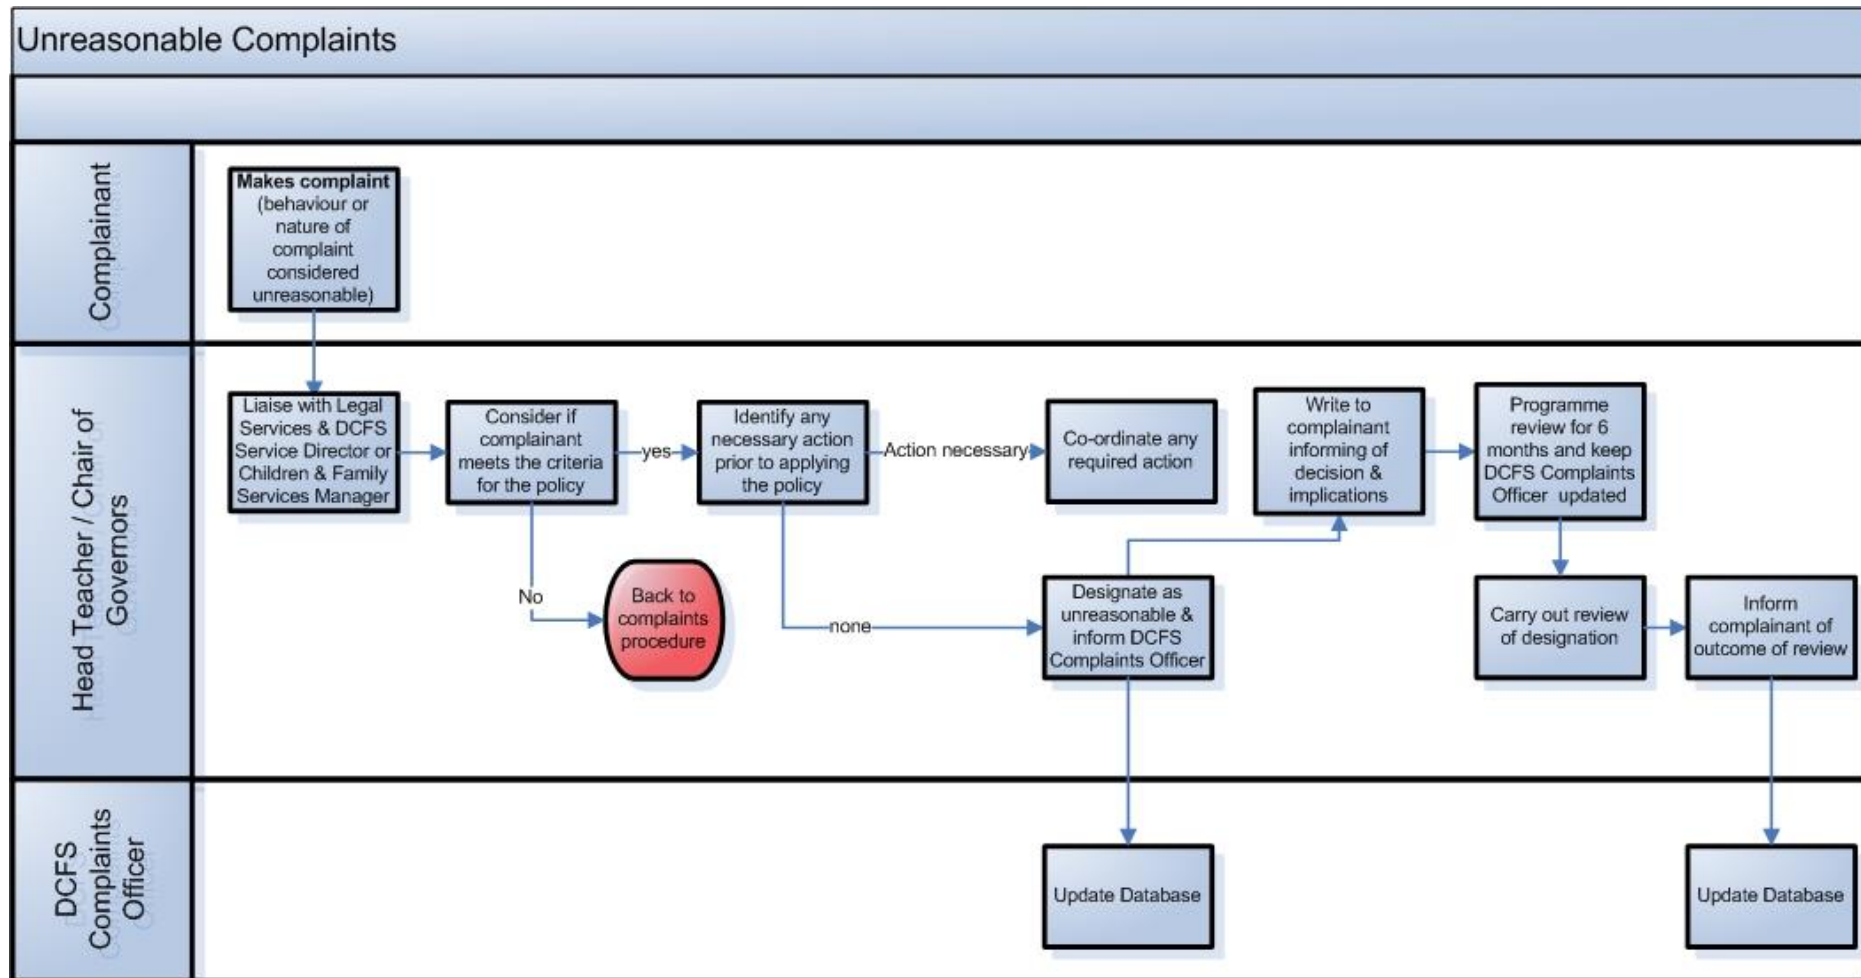 Unreasonable Complaints
Complainant
Makes complaint
(behaviour or
nature of
complaint
considered
unreasonable)
Head Teacher / Chair of
Governors
Liaise with Legal
Services & DCFS
Service Director or
Children & Family
Services Manager
Consider if
complainant
meets the criteria
for the policy
yes
Identify any
necessary action
prior to applying
the policy
Action necessary
Co-ordinate any
required action
Write to
complainant
informing of
decision &
implications
Programme
review for 6
months and keep
DCFS Complaints
Officer updated
No
Back to
complaints
procedure
none
Designate as
unreasonable &
inform DCFS
Complaints Officer
Carry out review
of designation
Inform
complainant of
outcome of review
DCFS
Complaints
Officer
Update Database
Update Database